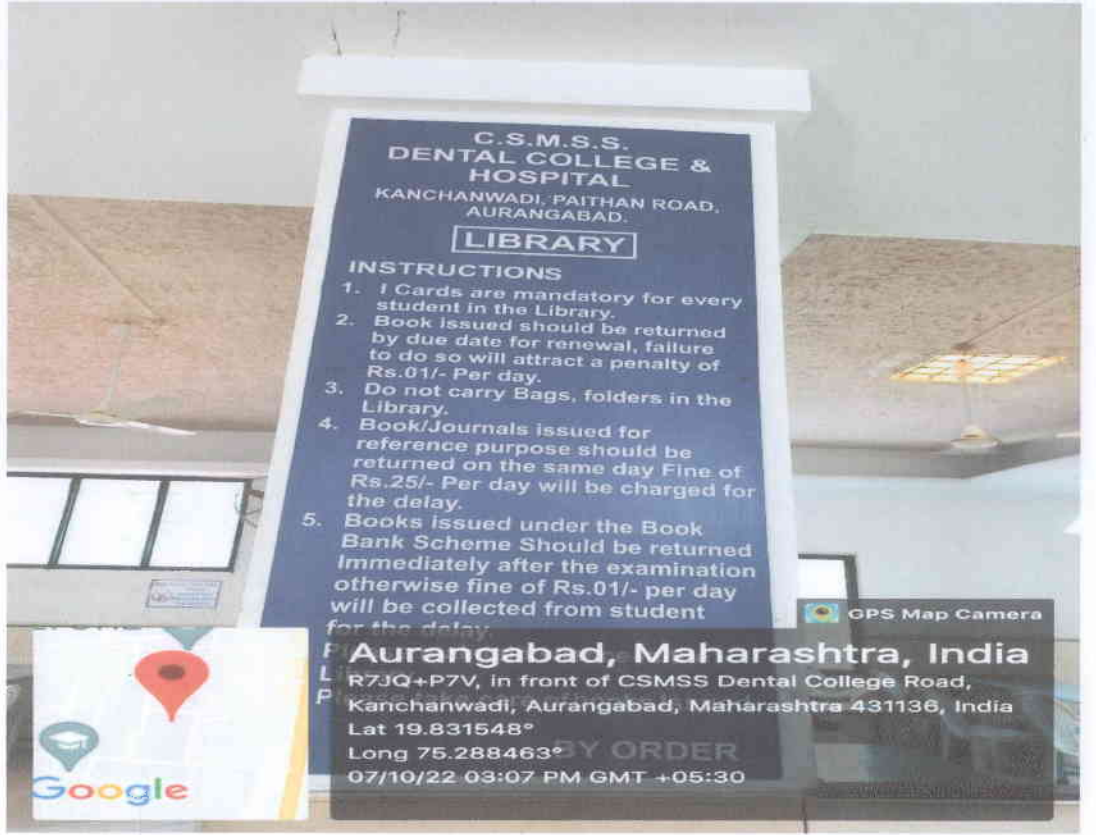 C.S.M.S.S.
DENTAL COLLEGE &
HOSPITAL
KANCHANWADI, PAITHAN ROAD,
AURANGABAD.
LIBRARY
INSTRUCTIONS
1. I Cards are mandatory for every
student in the Library.
2. Book issued should be returned
by due date for renewal, failure
to do so will attract a penalty of
Rs.01/- Per day.
3. Do not carry Bags, folders in the
Library.
4. Book/Journals issued for
reference purpose should be
returned on the same day Fine of
Rs.25/- Per day will be charged for
the delay.
5. Books issued under the Book
Bank Scheme Should be returned
Immediately after the examination
otherwise fine of Rs.01/- per day
will be collected from student
for the delay.
BY ORDER
GPS Map Camera
Aurangabad, Maharashtra, India
R7JQ+P7V, in front of CSMSS Dental College Road,
Kanchanwadi, Aurangabad, Maharashtra 431136, India
Lat 19.831548°
Long 75.288463°
07/10/22 03:07 PM GMT +05:30
Google